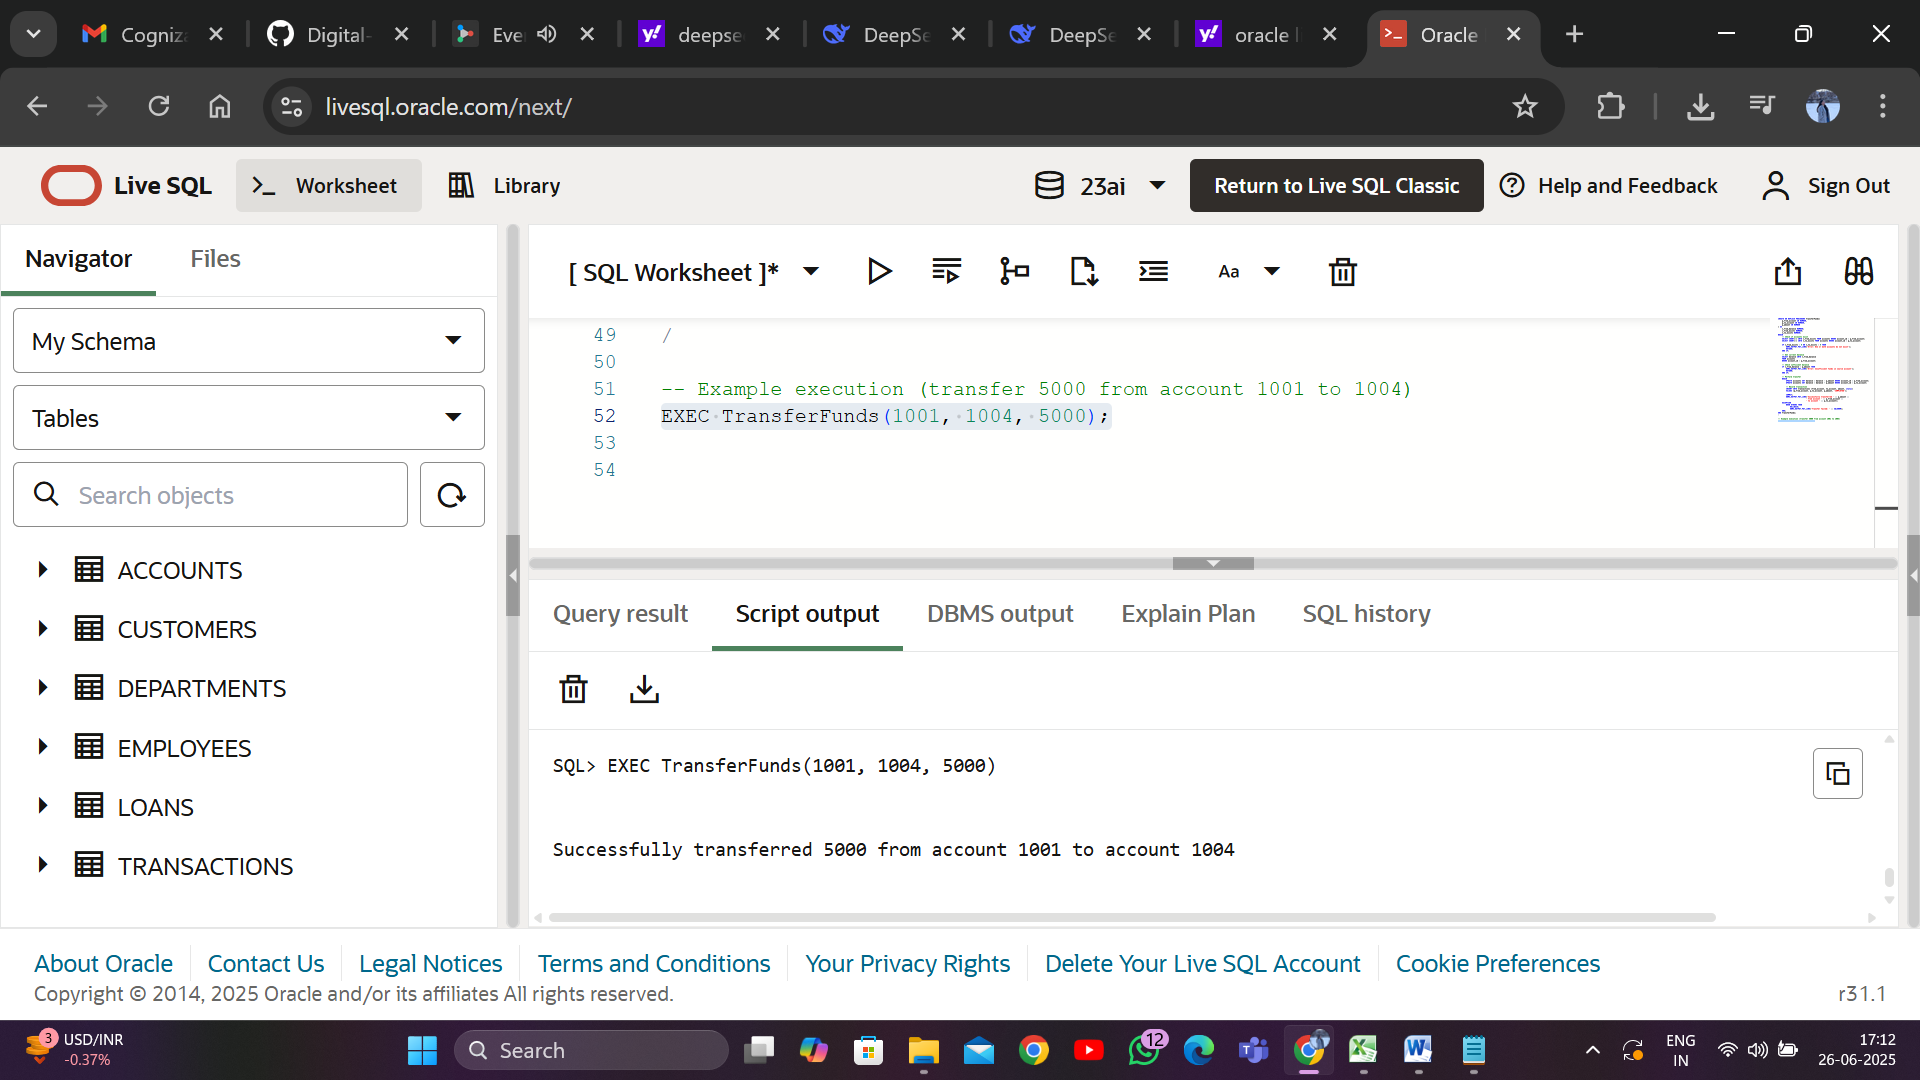 Cogniza
Digital-
Eve
deepse
DeepSe
DeepSe
oracle l
Oracle
livesql.oracle.com/next/
Live SQL
Worksheet
Library
23ai
Return to Live SQL Classic
Help and Feedback
Sign Out
Navigator
Files
My Schema
Tables
Search objects
ACCOUNTS
CUSTOMERS
DEPARTMENTS
EMPLOYEES
LOANS
TRANSACTIONS
[ SQL Worksheet ]*
Aa
49 /
50
51 -- Example execution (transfer 5000 from account 1001 to 1004)
52 EXEC TransferFunds(1001, 1004, 5000);
53
54
Query result
Script output
DBMS output
Explain Plan
SQL history
SQL> EXEC TransferFunds(1001, 1004, 5000)
Successfully transferred 5000 from account 1001 to account 1004
About Oracle
Contact Us
Legal Notices
Terms and Conditions
Your Privacy Rights
Delete Your Live SQL Account
Cookie Preferences
Copyright © 2014, 2025 Oracle and/or its affiliates All rights reserved.
r31.1
3
USD/INR
-0.37%
Search
12
ENG
IN
17:12
26-06-2025